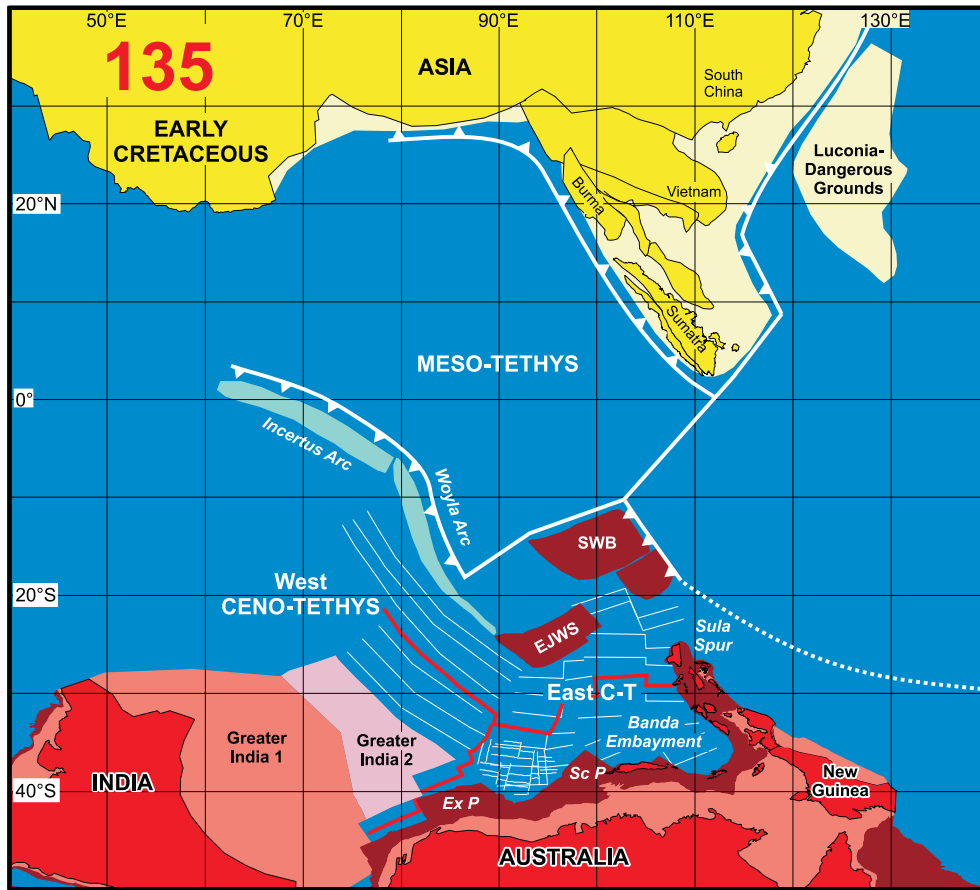 50°E
70°E
90°E
110°E
130°E
135
ASIA
South
China
EARLY
CRETACEOUS
Luconia-
Dangerous
Grounds
Vietnam
Burma
20°N
Sumatra
MESO-TETHYS
0°
Incertus Arc
Woyla Arc
SWB
West
CENO-TETHYS
20°S
EJWS
Sula
Spur
East C-T
Banda
Embayment
Greater
India 1
Greater
India 2
Sc P
INDIA
New
Guinea
40°S
Ex P
AUSTRALIA